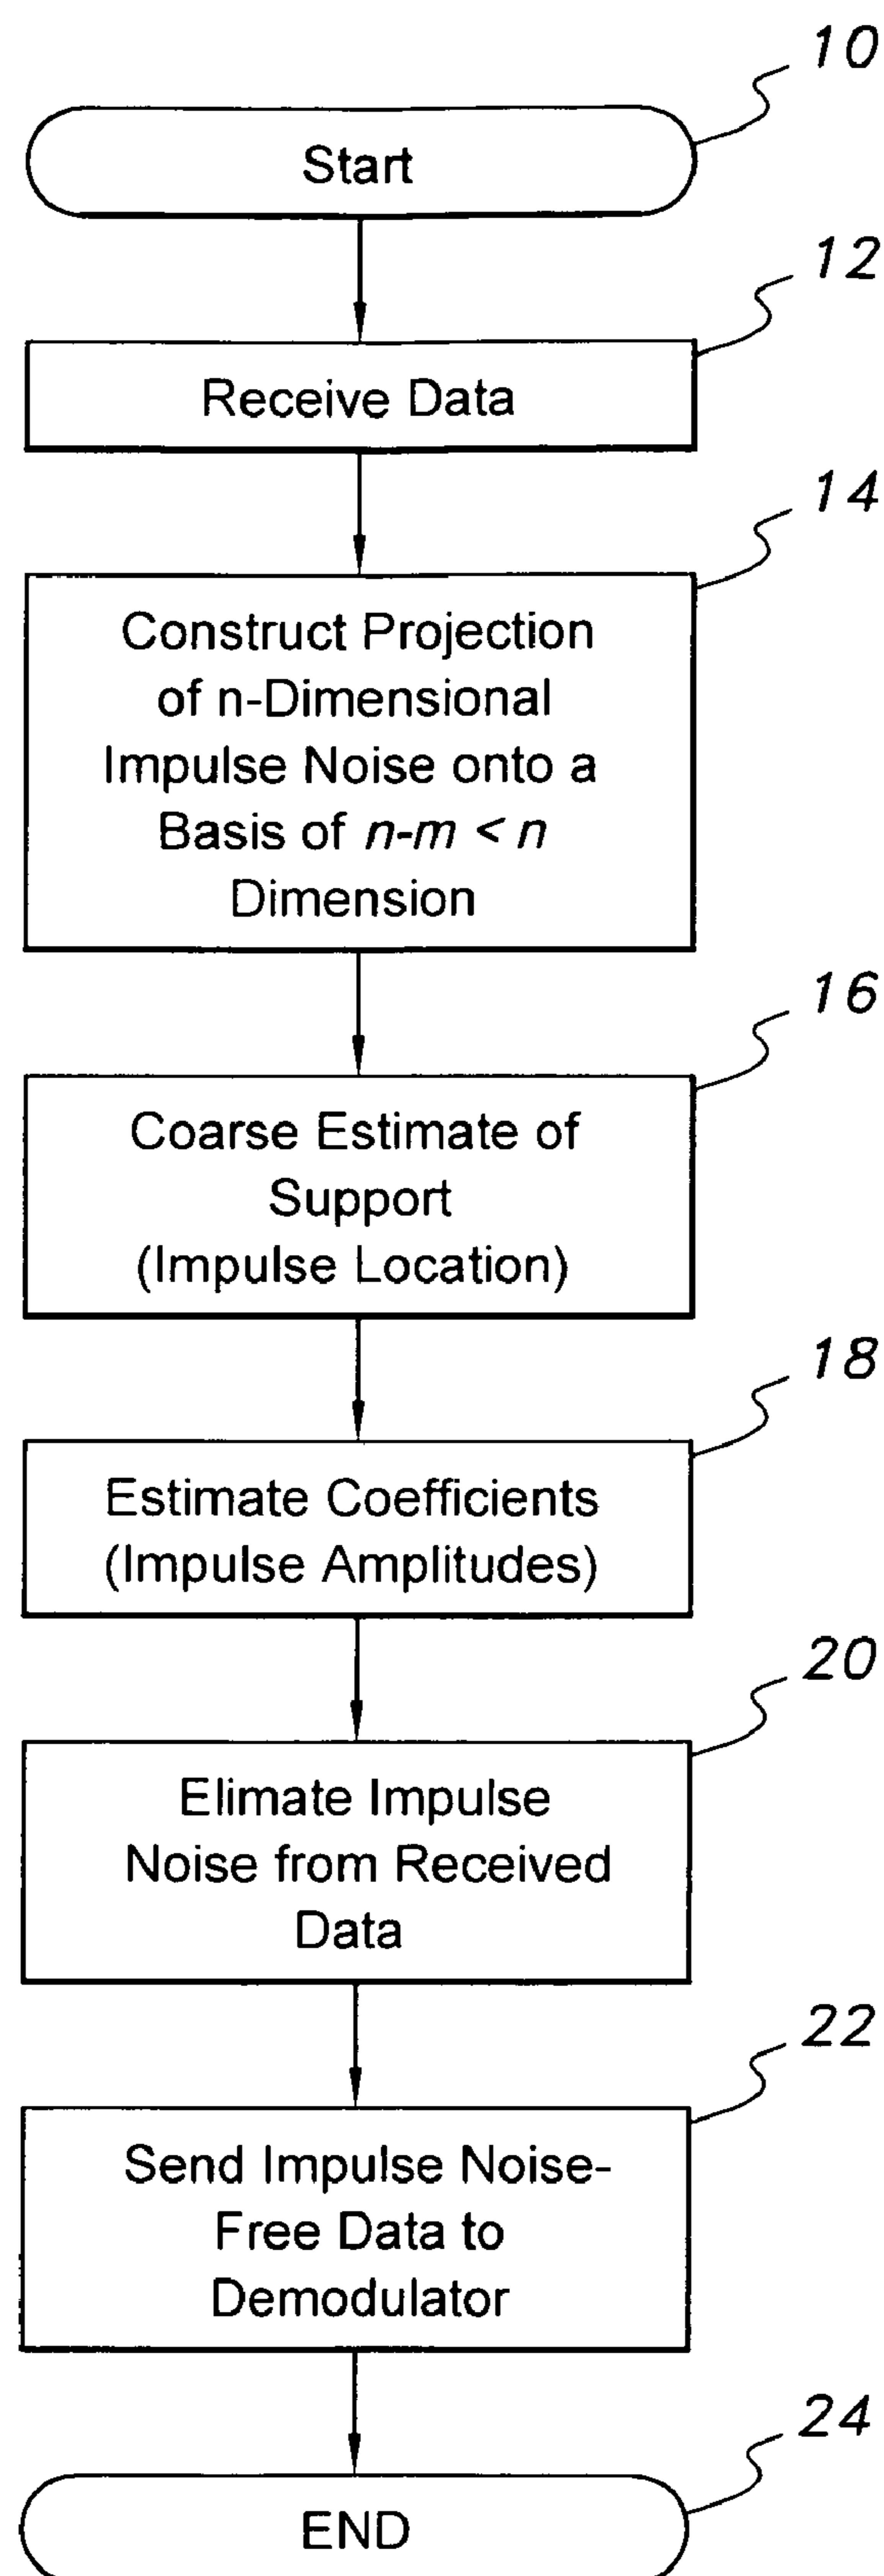 10
Start
12
Receive Data
14
Construct Projection
of n-Dimensional
Impulse Noise onto a
Basis of n-m < n
Dimension
16
Coarse Estimate of
Support
(Impulse Location)
18
Estimate Coefficients
(Impulse Amplitudes)
20
Elimate Impulse
Noise from Received
Data
22
Send Impulse Noise-
Free Data to
Demodulator
24
END